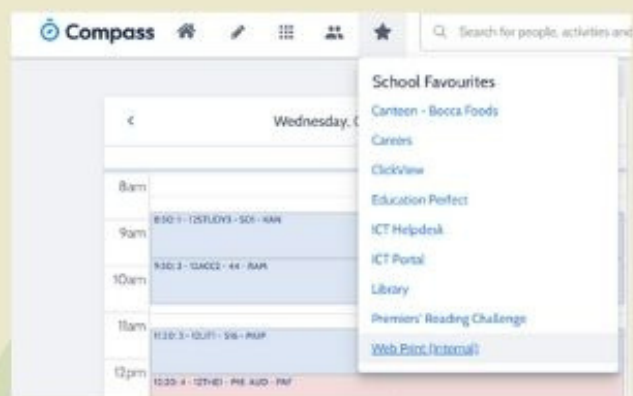 Compass
Search for people, activities and
School Favourites
Canteen - Bocca Foods
Careers
ClickView
Education Perfect
ICT Helpdesk
ICT Portal
Library
Premiers' Reading Challenge
Web Print (Internal)
Wednesday,
8am
9am
10am
11am
12pm